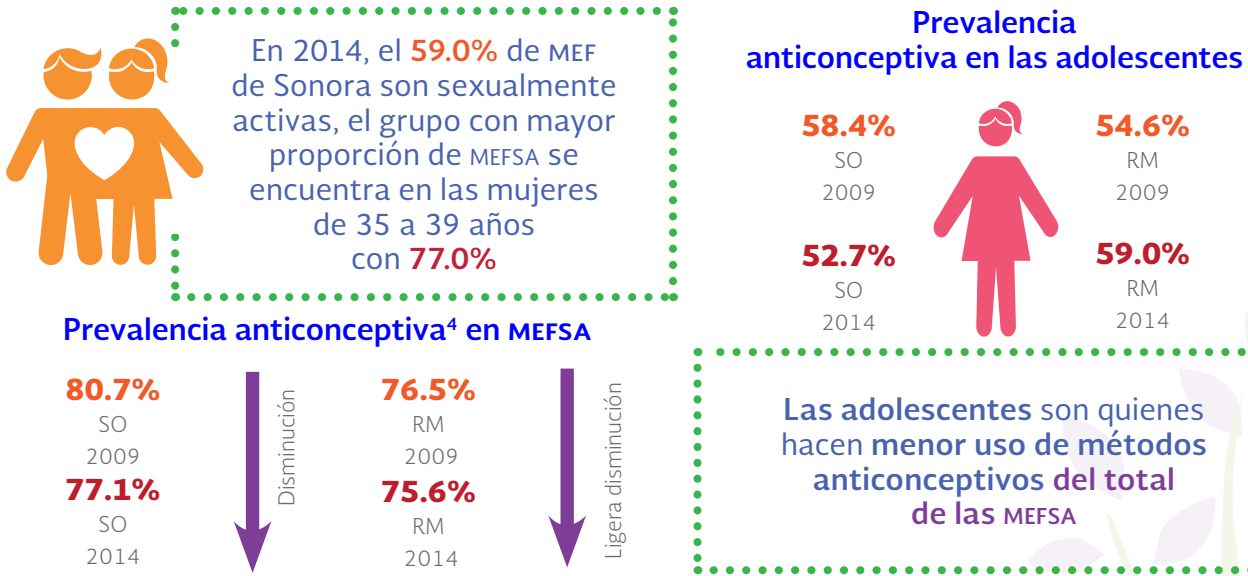 En 2014, el 59.0% de MEF
de Sonora son sexualmente
activas, el grupo con mayor
proporción de MEFSA se
encuentra en las mujeres
de 35 a 39 años
con 77.0%
Prevalencia anticonceptiva⁴ en MEFSA
80.7%
SO
2009
77.1%
SO
2014
Disminución
76.5%
RM
2009
75.6%
RM
2014
Ligera disminución
Prevalencia
anticonceptiva en las adolescentes
58.4%
SO
2009
52.7%
SO
2014
54.6%
RM
2009
59.0%
RM
2014
Las adolescentes son quienes
hacen menor uso de métodos
anticonceptivos del total
de las MEFSA